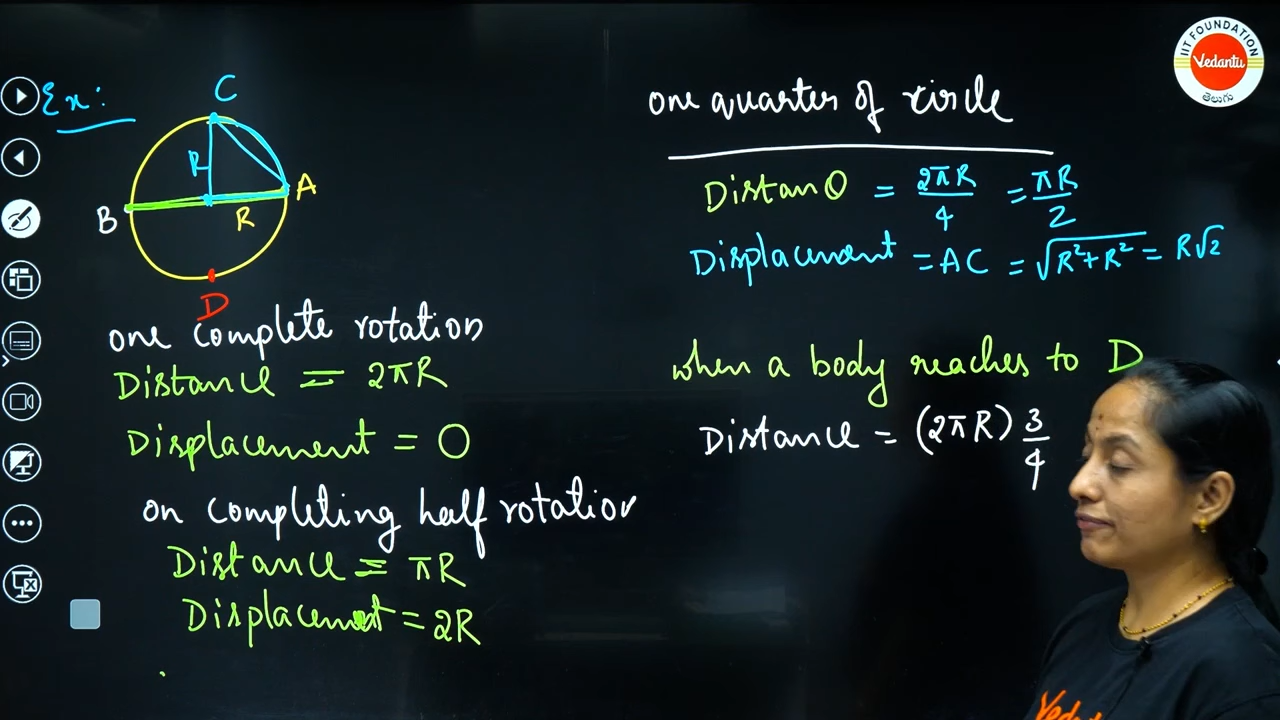 Ex:
C
R
A
B
R
D
one complete rotation
Distance = 2πR
Displacement = 0
on completing half rotation
Distance = πR
Displacement = 2R
one quarter of circle
Distan0 = 2πR/4 = πR/2
Displacement = AC = √R²+R² = R√2
when a body reaches to D
Distance = (2πR) 3/4
IIT FOUNDATION
Vedantu
తెలుగు